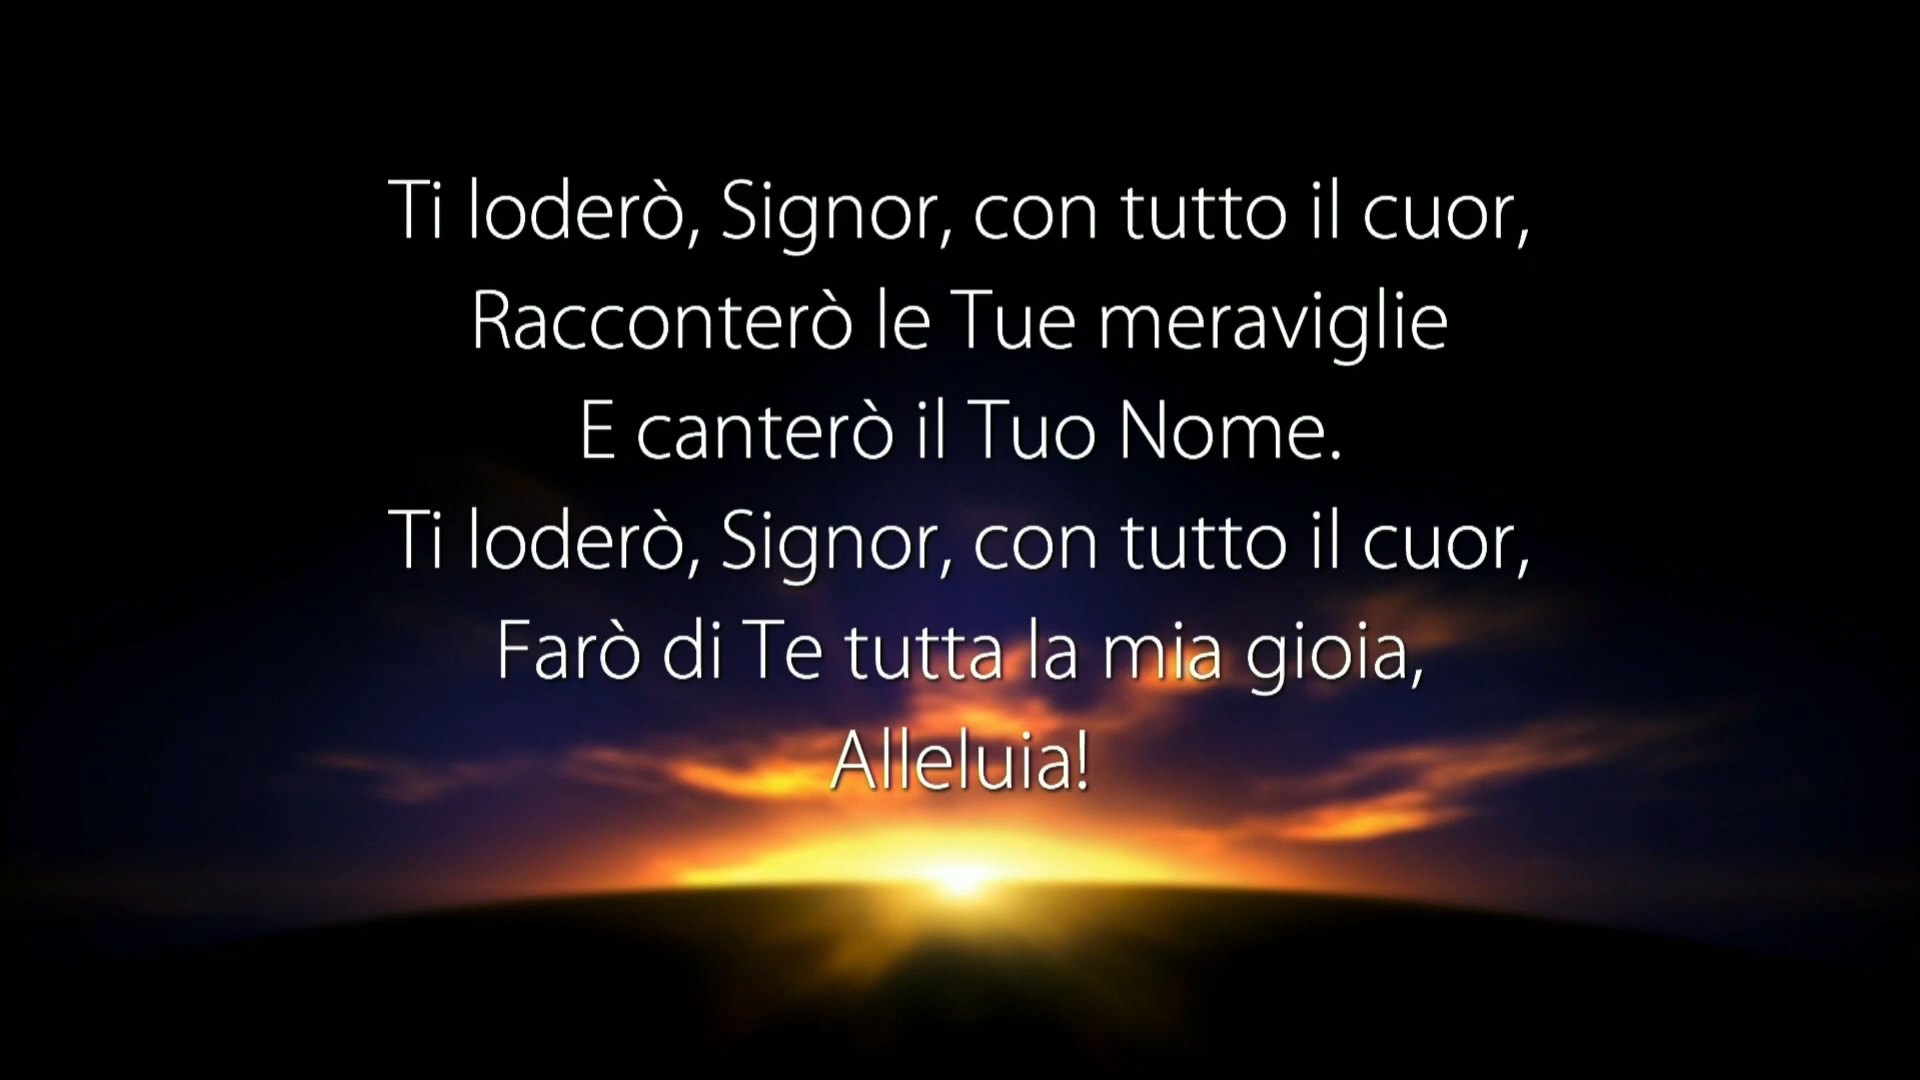 Ti loderò, Signor, con tutto il cuor,
Racconterò le Tue meraviglie
E canterò il Tuo Nome.
Ti loderò, Signor, con tutto il cuor,
Farò di Te tutta la mia gioia,
Alleluia!